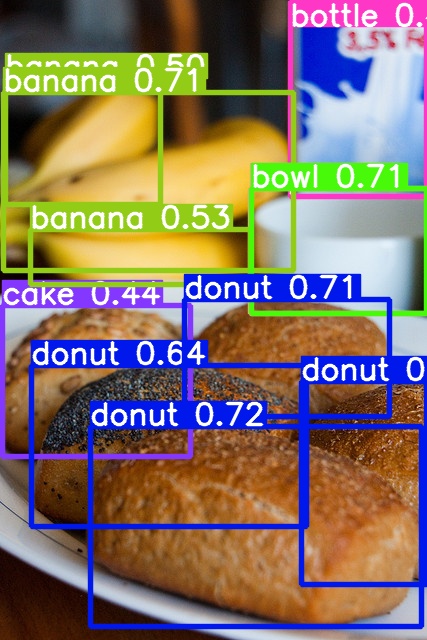 bottle 0.
3,5% F
banana 0.50
banana 0.71
bowl 0.71
banana 0.53
donut 0.71
cake 0.44
donut 0.64
donut 0
donut 0.72